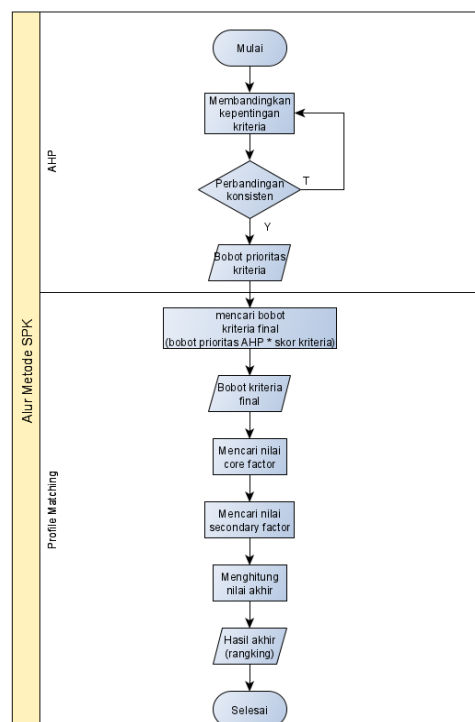 Alur Metode SPK
AHP
Mulai
Membandingkan
kepentingan
kriteria
Perbandingan
konsisten
T
Y
Bobot prioritas
kriteria
Profile Matching
mencari bobot
kriteria final
(bobot prioritas AHP * skor kriteria)
Bobot kriteria
final
Mencari nilai
core factor
Mencari nilai
secondary factor
Menghitung
nilai akhir
Hasil akhir
(rangking)
Selesai